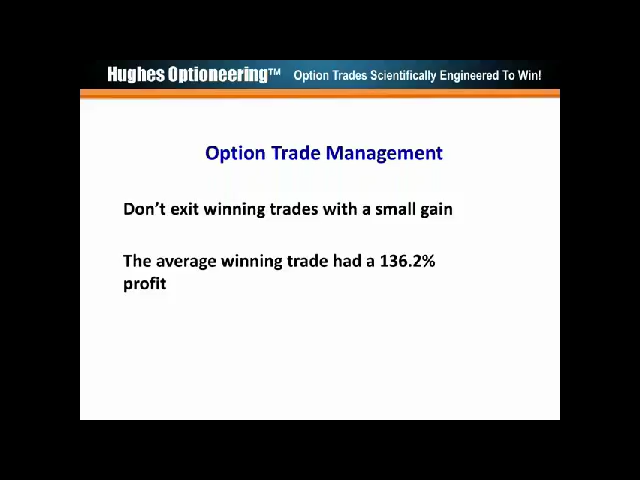 Hughes Optioneering™ Option Trades Scientifically Engineered To Win!
Option Trade Management
Don't exit winning trades with a small gain
The average winning trade had a 136.2%
profit